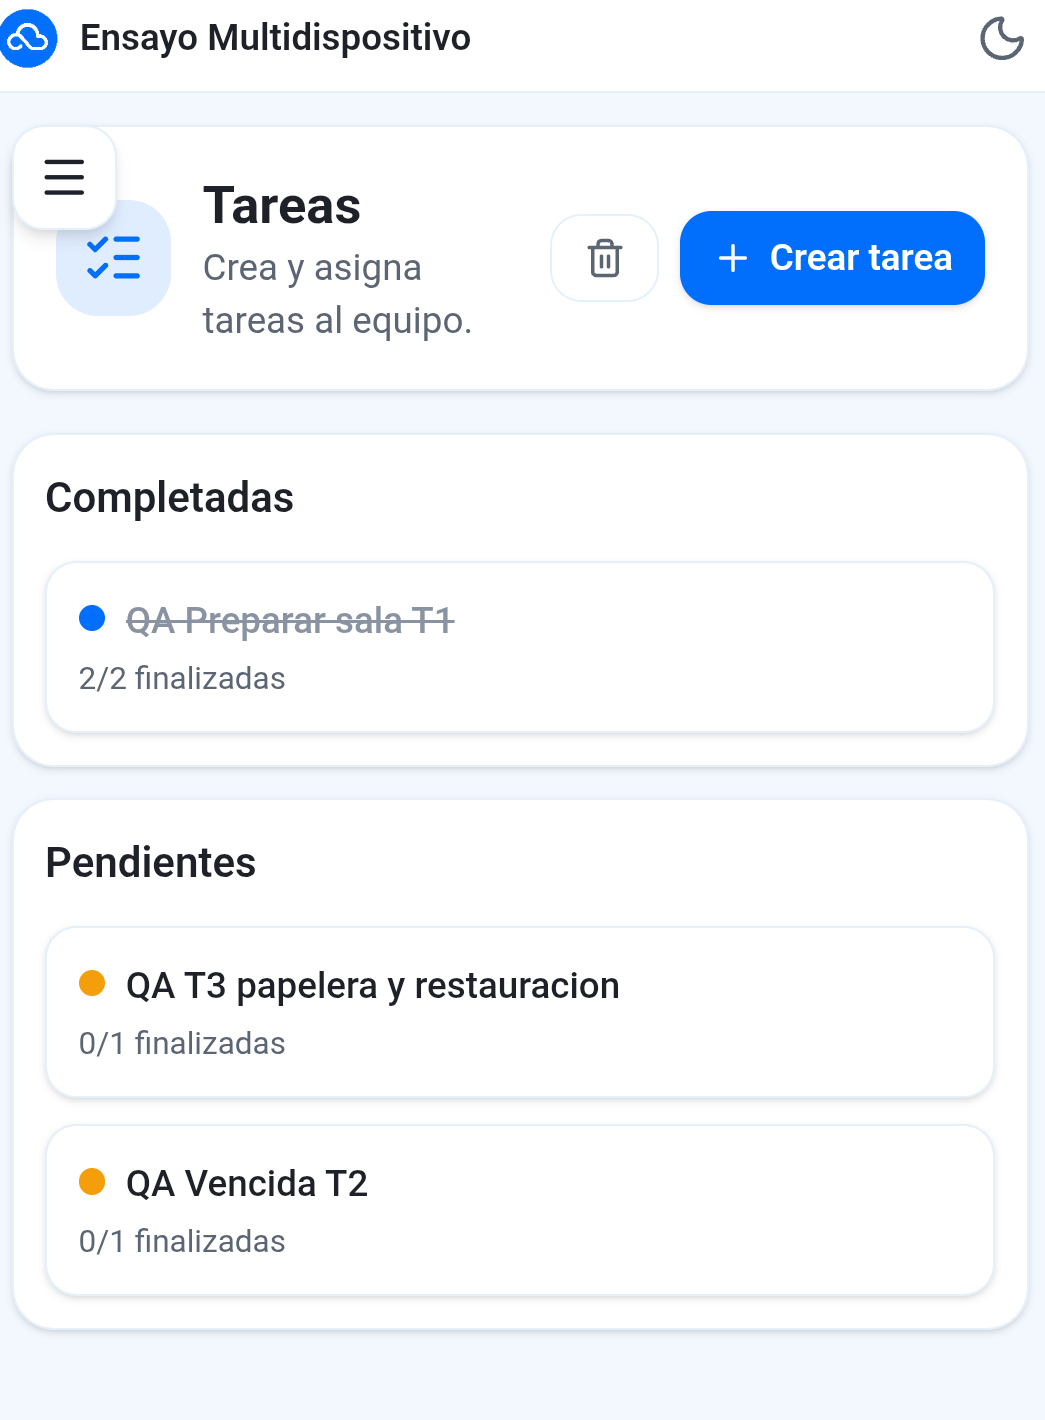 Ensayo Multidispositivo
Tareas
Crea y asigna
tareas al equipo.
Crear tarea
Completadas
QA Preparar sala T1
2/2 finalizadas
Pendientes
QA T3 papelera y restauracion
0/1 finalizadas
QA Vencida T2
0/1 finalizadas